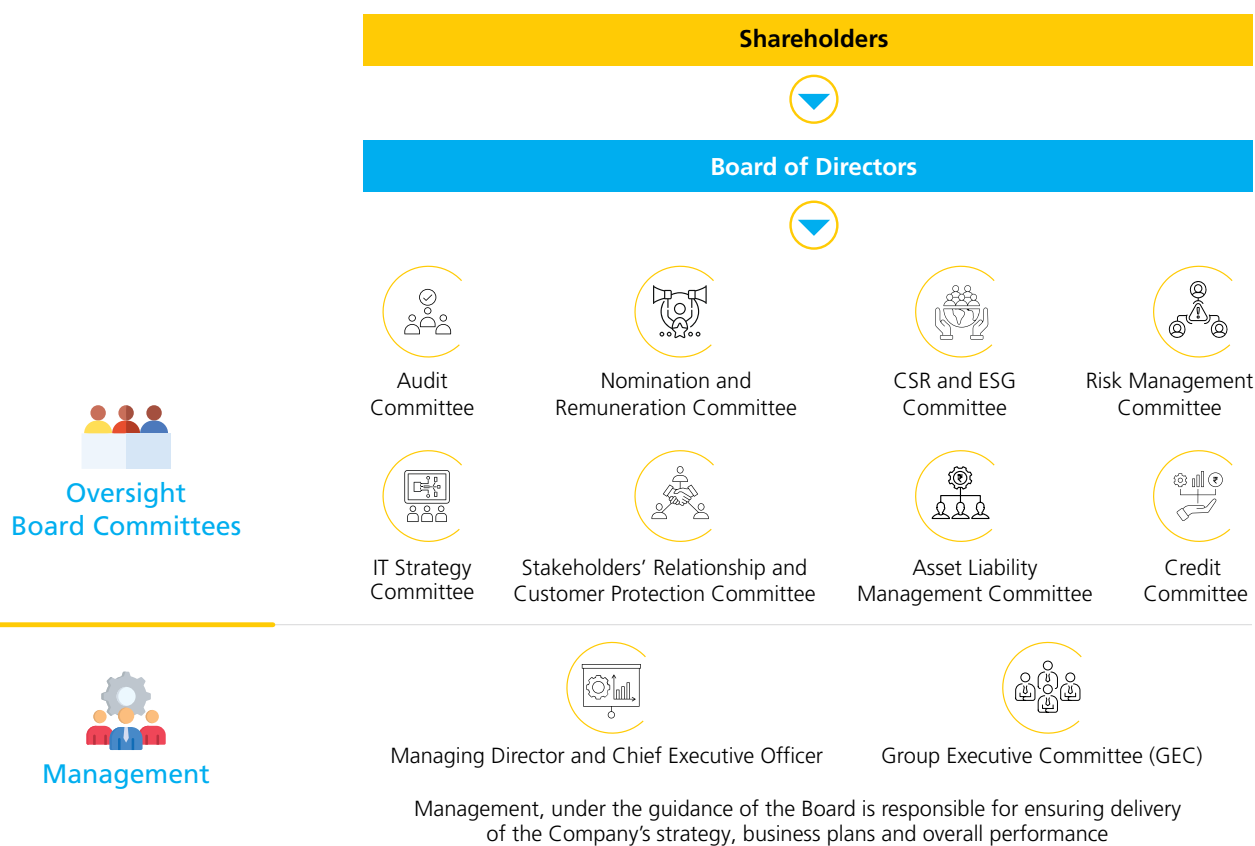 Shareholders
Board of Directors
Audit
Committee
Nomination and
Remuneration Committee
CSR and ESG
Committee
Risk Management
Committee
Oversight
Board Committees
IT Strategy
Committee
Stakeholders’ Relationship and
Customer Protection Committee
Asset Liability
Management Committee
Credit
Committee
Management
Managing Director and Chief Executive Officer
Group Executive Committee (GEC)
Management, under the guidance of the Board is responsible for ensuring delivery
of the Company’s strategy, business plans and overall performance